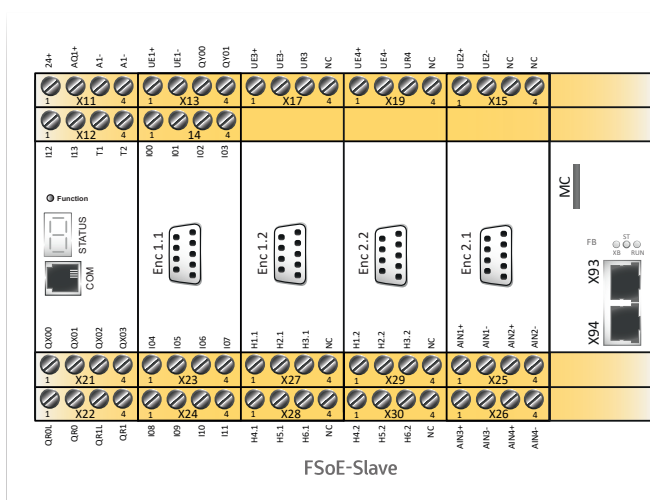 24+ AQ1+ A1- A1- UE1+ UE1- QY00 QY01 UE3+ UE3- UR3 NC UE4+ UE4- UR4 NC UE2+ UE2- NC NC
1 X11 4 1 X13 4 1 X17 4 1 X19 4 1 X15 4
1 X12 4 1 14 4
I12 I13 T1 T2 I00 I01 I02 I03
MC
Function
STATUS
COM
Enc 1.1
Enc 1.2
Enc 2.2
Enc 2.1
FB ST
XB RUN
X93
X94
QX00 QX01 QX02 QX03 I04 I05 I06 I07 H1.1 H2.1 H3.1 NC H1.2 H2.2 H3.2 NC AIN1+ AIN1- AIN2+ AIN2-
1 X21 4 1 X23 4 1 X27 4 1 X29 4 1 X25 4
1 X22 4 1 X24 4 1 X28 4 1 X30 4 1 X26 4
QR0L QR0 QR1L QR1 I08 I09 I10 I11 H4.1 H5.1 H6.1 NC H4.2 H5.2 H6.2 NC AIN3+ AIN3- AIN4+ AIN4-
FSoE-Slave